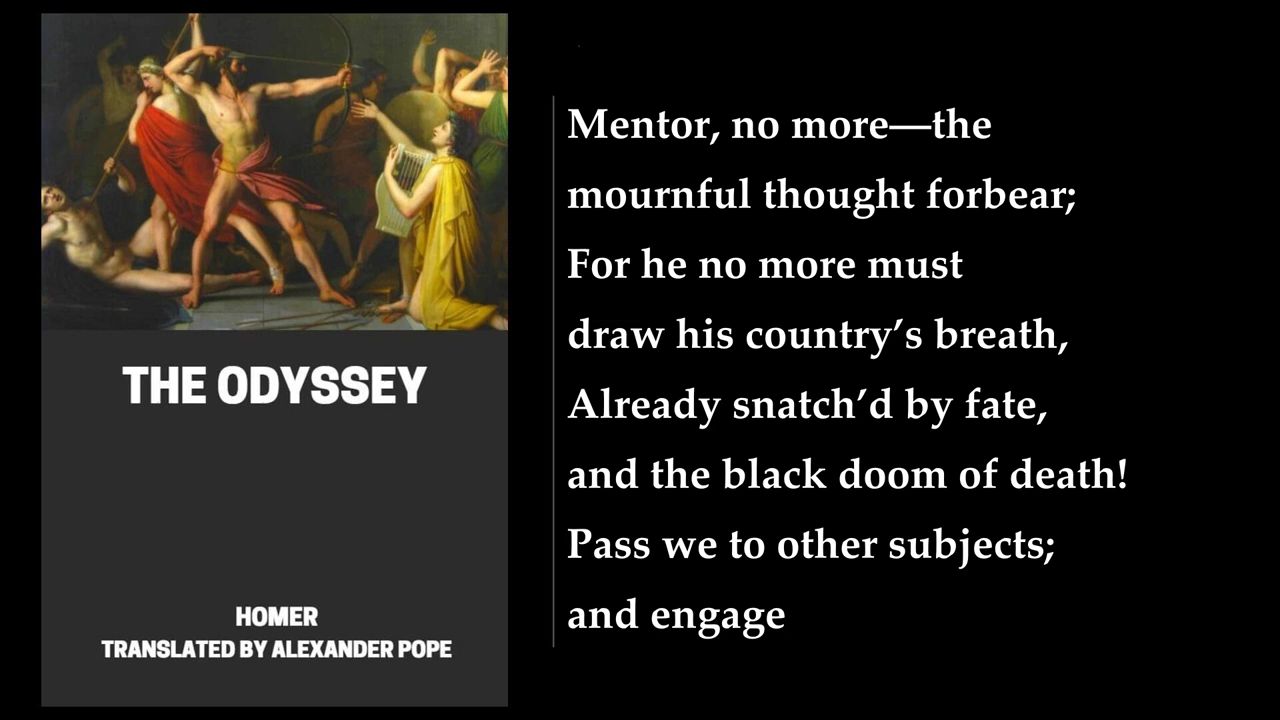 THE ODYSSEY
HOMER
TRANSLATED BY ALEXANDER POPE
Mentor, no more—the
mournful thought forbear;
For he no more must
draw his country’s breath,
Already snatch’d by fate,
and the black doom of death!
Pass we to other subjects;
and engage